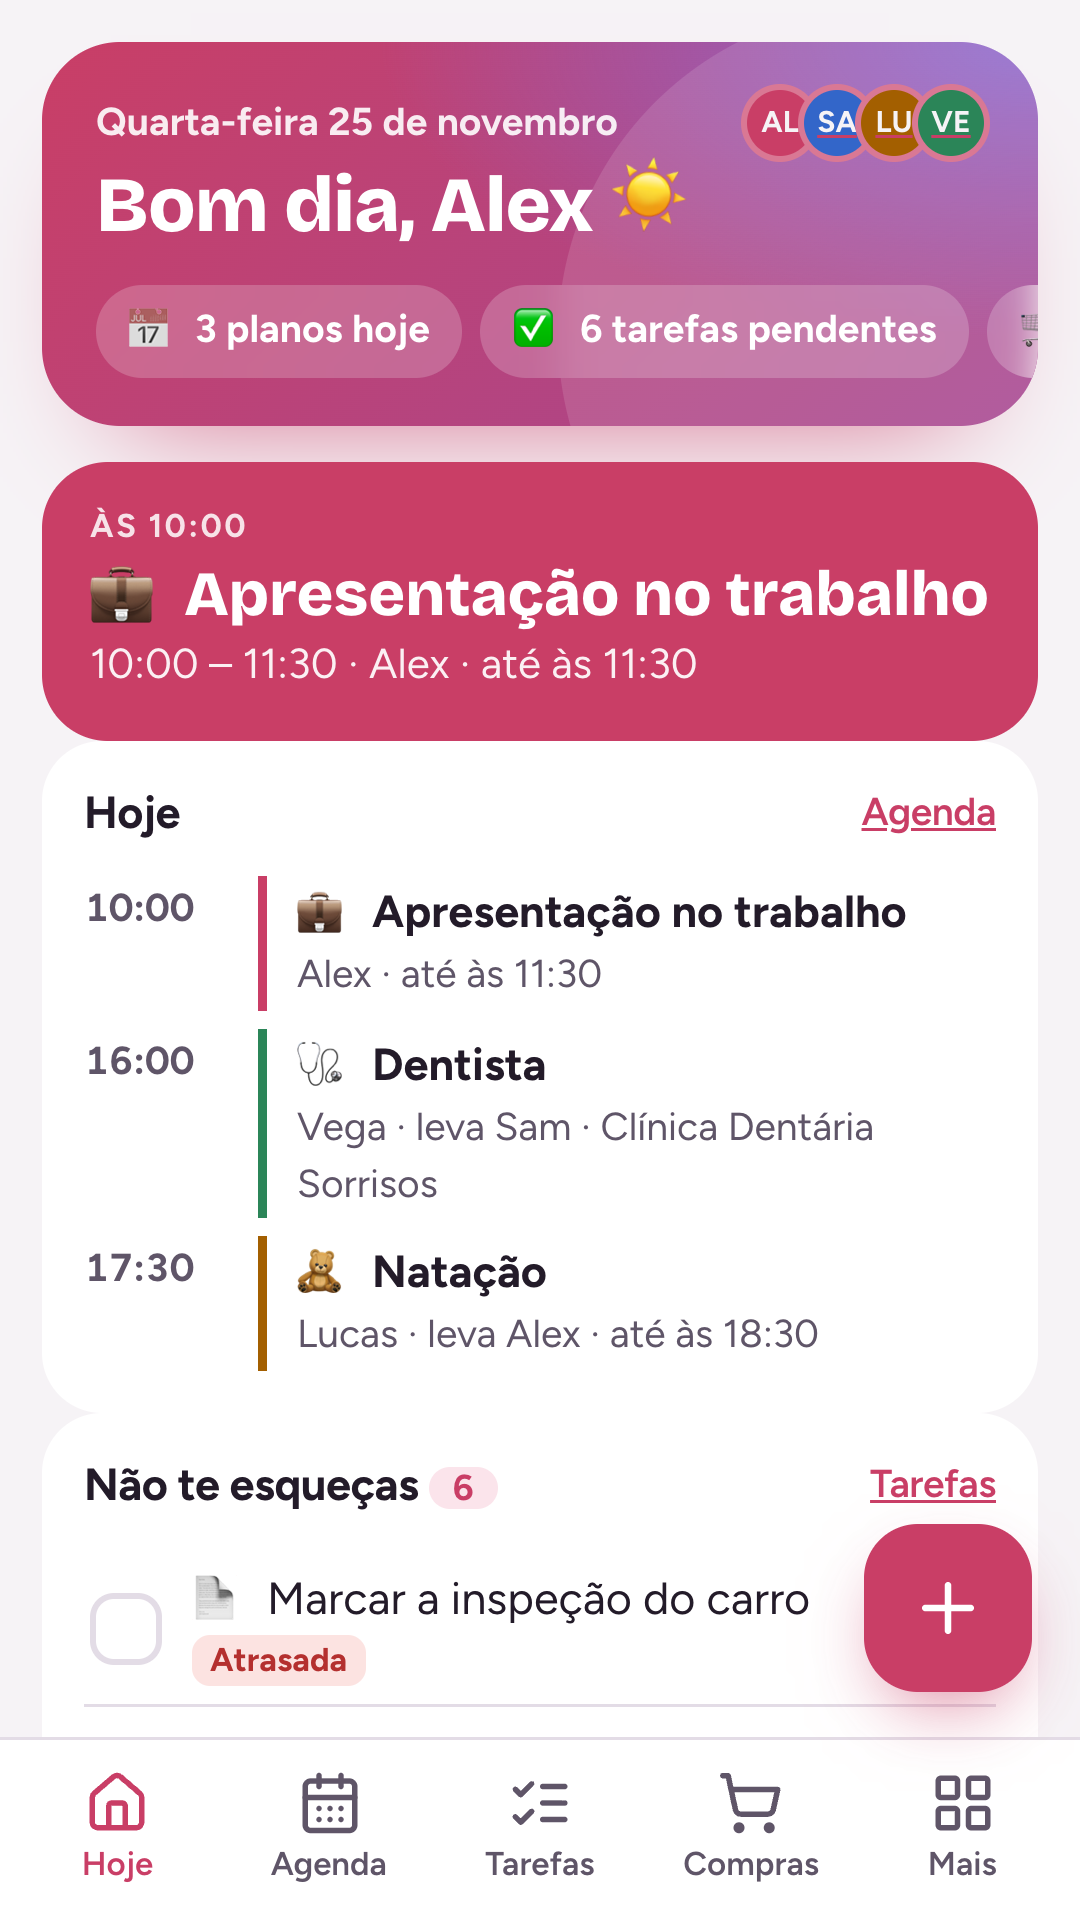 Quarta-feira 25 de novembro
AL SA LU VE
Bom dia, Alex
3 planos hoje
6 tarefas pendentes
ÀS 10:00
Apresentação no trabalho
10:00 – 11:30 · Alex · até às 11:30
Hoje
Agenda
10:00
Apresentação no trabalho
Alex · até às 11:30
16:00
Dentista
Vega · leva Sam · Clínica Dentária
Sorrisos
17:30
Natação
Lucas · leva Alex · até às 18:30
Não te esqueças 6
Tarefas
Marcar a inspeção do carro
Atrasada
Hoje
Agenda
Tarefas
Compras
Mais